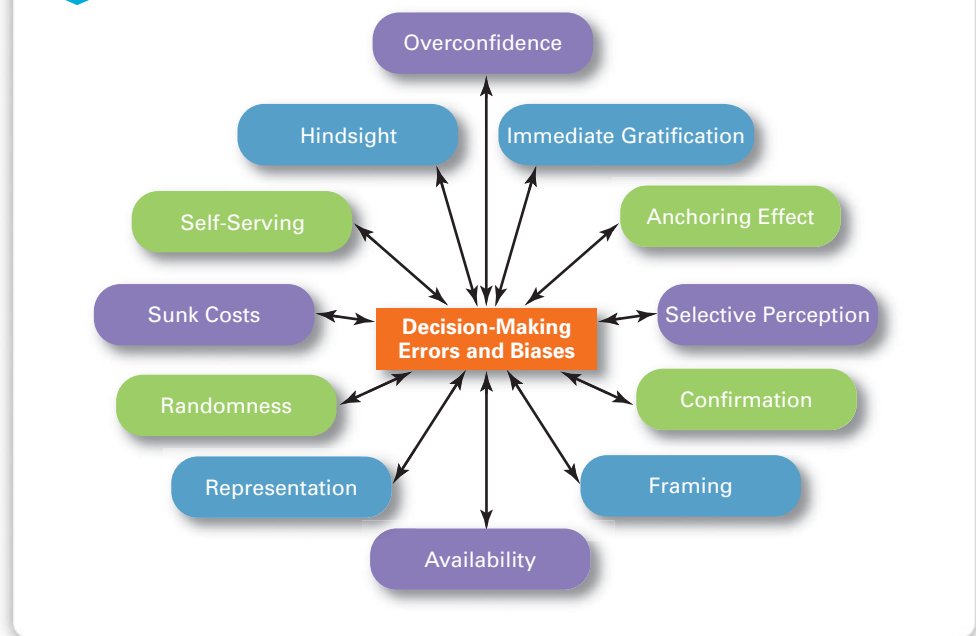 Overconfidence
Hindsight
Immediate Gratification
Self-Serving
Anchoring Effect
Sunk Costs
Decision-Making
Errors and Biases
Selective Perception
Randomness
Confirmation
Representation
Framing
Availability